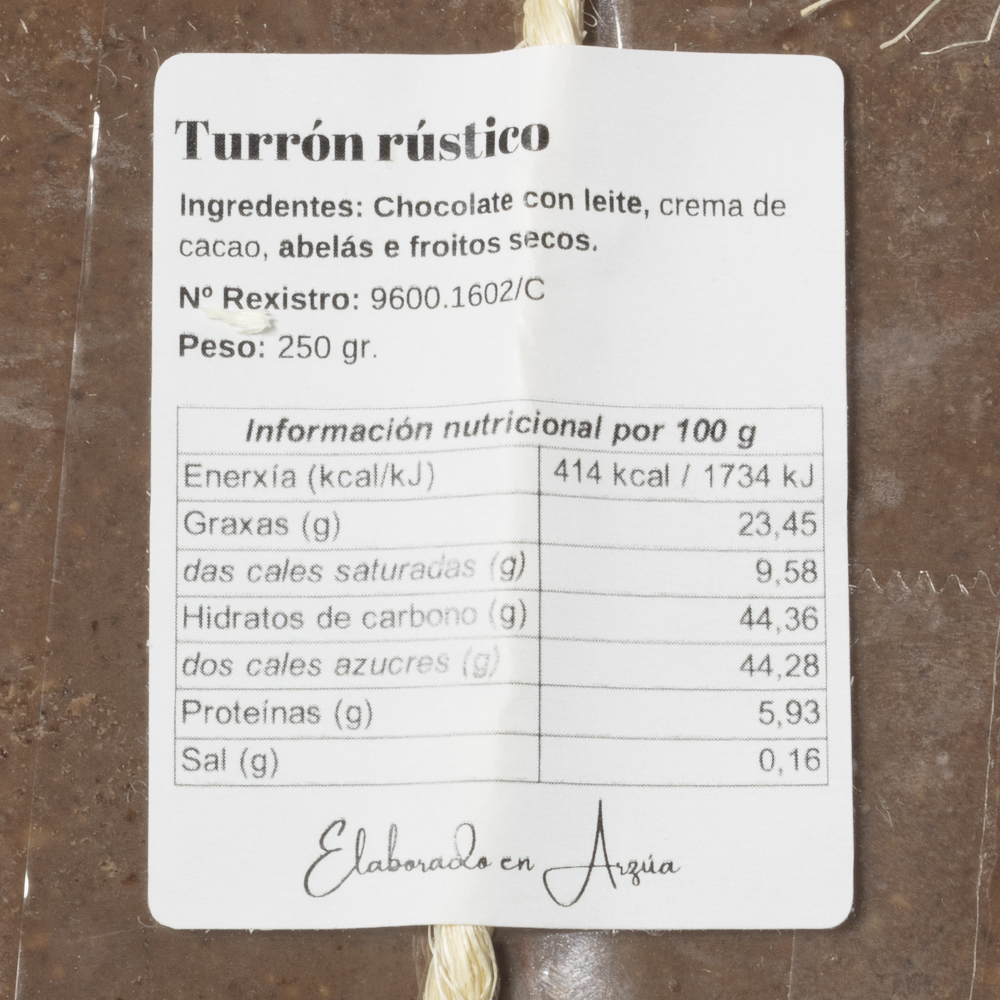 Turrón rústico
Ingredentes: Chocolate con leite, crema de
cacao, abelás e froitos secos.
Nº Rexistro: 9600.1602/C
Peso: 250 gr.
Información nutricional por 100 g
Enerxía (kcal/kJ) 414 kcal / 1734 kJ
Graxas (g) 23,45
das cales saturadas (g) 9,58
Hidratos de carbono (g) 44,36
dos cales azucres (g) 44,28
Proteínas (g) 5,93
Sal (g) 0,16
Elaborado en Arzúa